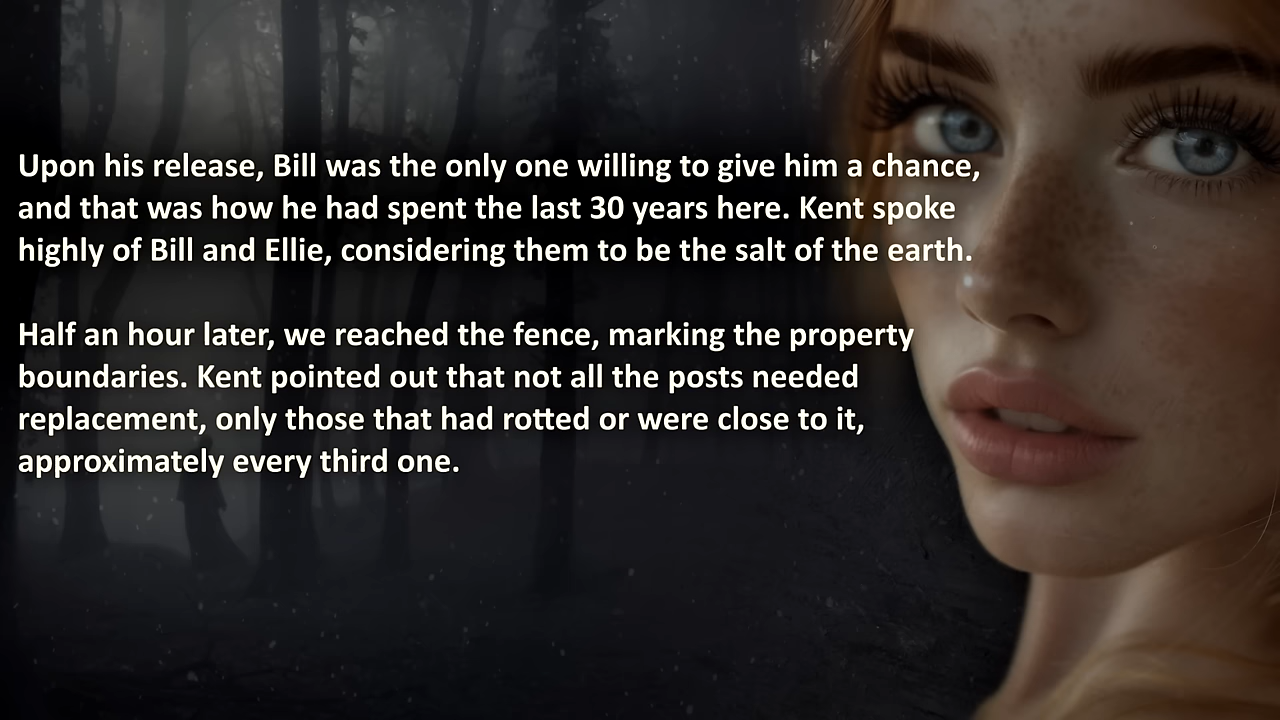 Upon his release, Bill was the only one willing to give him a chance,
and that was how he had spent the last 30 years here. Kent spoke
highly of Bill and Ellie, considering them to be the salt of the earth.
Half an hour later, we reached the fence, marking the property
boundaries. Kent pointed out that not all the posts needed
replacement, only those that had rotted or were close to it,
approximately every third one.